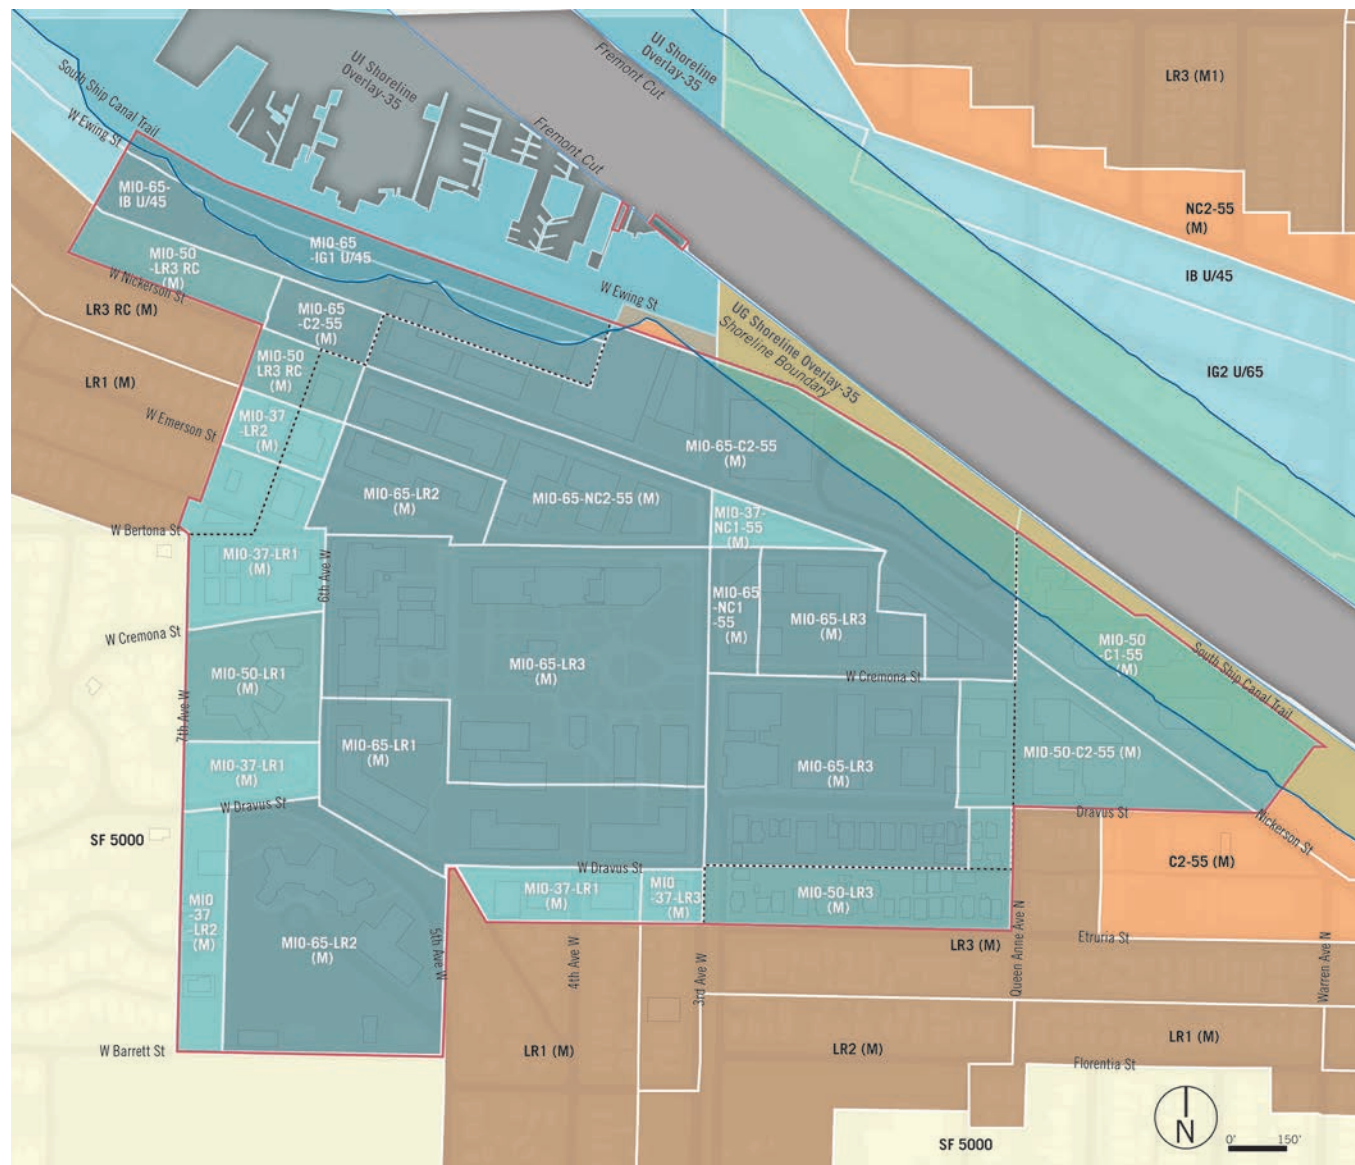 UI Shoreline
Overlay-35
UI Shoreline
Overlay-35
Fremont Cut
Fremont Cut
South Ship Canal Trail
W Ewing St
LR3 (M1)
NC2-55
(M)
IB U/45
IG2 U/65
MIO-65-
IB U/45
MIO-65
-IG1 U/45
MIO-50
-LR3 RC
(M)
W Nickerson St
W Ewing St
UG Shoreline Overlay-35
Shoreline Boundary
LR3 RC (M)
MIO-65
-C2-55
(M)
MIO-50
LR3 RC
(M)
LR1 (M)
W Emerson St
MIO-37
-LR2
(M)
MIO-65-C2-55
(M)
MIO-65-LR2
(M)
MIO-65-NC2-55 (M)
MIO-37-
NC1-55
(M)
W Bertona St
MIO-37-LR1
(M)
6th Ave W
MIO-65
-NC1
-55
(M)
MIO-65-LR3
(M)
W Cremona St
MIO-50
-C1-55
(M)
South Ship Canal Trail
MIO-50-LR1
(M)
MIO-65-LR3
(M)
W Cremona St
7th Ave W
MIO-65-LR1
(M)
MIO-37-LR1
(M)
MIO-65-LR3
(M)
MIO-50-C2-55 (M)
W Dravus St
Dravus St
Nickerson St
SF 5000
C2-55 (M)
W Dravus St
MIO
-37
-LR2
(M)
MIO-37-LR1
(M)
MIO
-37-LR3
(M)
MIO-50-LR3
(M)
MIO-65-LR2
(M)
5th Ave W
4th Ave W
3rd Ave W
LR3 (M)
Queen Anne Ave N
Etruria St
Warren Ave N
W Barrett St
LR1 (M)
LR2 (M)
LR1 (M)
Florentia St
SF 5000
N
0'
150'